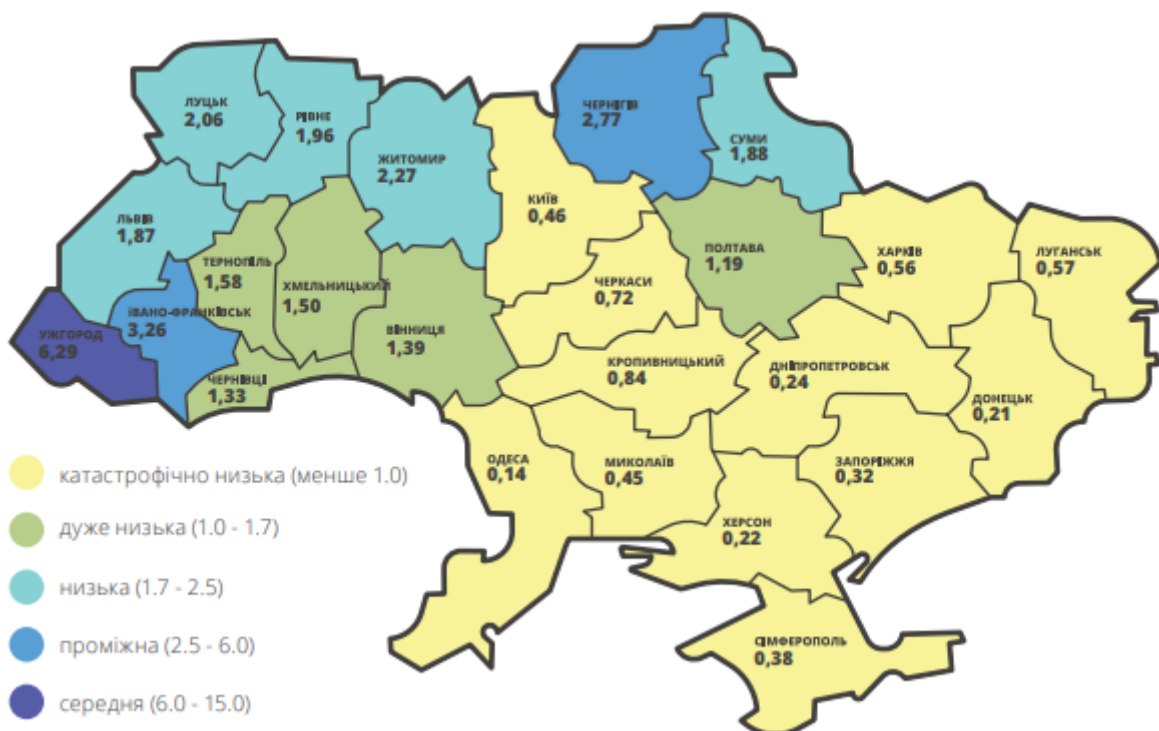 ЛУЦЬК
2,06
РІВНЕ
1,96
ЖИТОМИР
2,27
ЧЕРНІГІВ
2,77
СУМИ
1,88
КИЇВ
0,46
ЛЬВІВ
1,87
ТЕРНОПІЛЬ
1,58
ХМЕЛЬНИЦЬКИЙ
1,50
ПОЛТАВА
1,19
ХАРКІВ
0,56
ЛУГАНСЬК
0,57
ЧЕРКАСИ
0,72
ІВАНО-ФРАНКІВСЬК
3,26
УЖГОРОД
6,29
ВІННИЦЯ
1,39
ЧЕРНІВЦІ
1,33
КРОПИВНИЦЬКИЙ
0,84
ДНІПРОПЕТРОВСЬК
0,24
ДОНЕЦЬК
0,21
ОДЕСА
0,14
МИКОЛАЇВ
0,45
ЗАПОРІЖЖЯ
0,32
ХЕРСОН
0,22
СІМФЕРОПОЛЬ
0,38
катастрофічно низька (менше 1.0)
дуже низька (1.0 - 1.7)
низька (1.7 - 2.5)
проміжна (2.5 - 6.0)
середня (6.0 - 15.0)